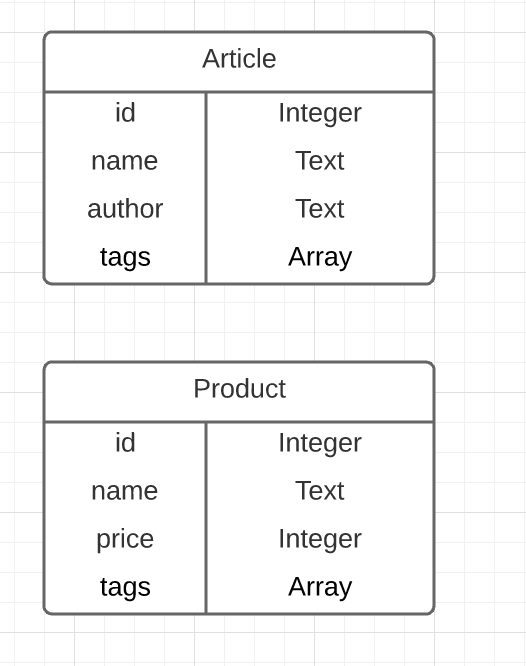 Article
id Integer
name Text
author Text
tags Array
Product
id Integer
name Text
price Integer
tags Array